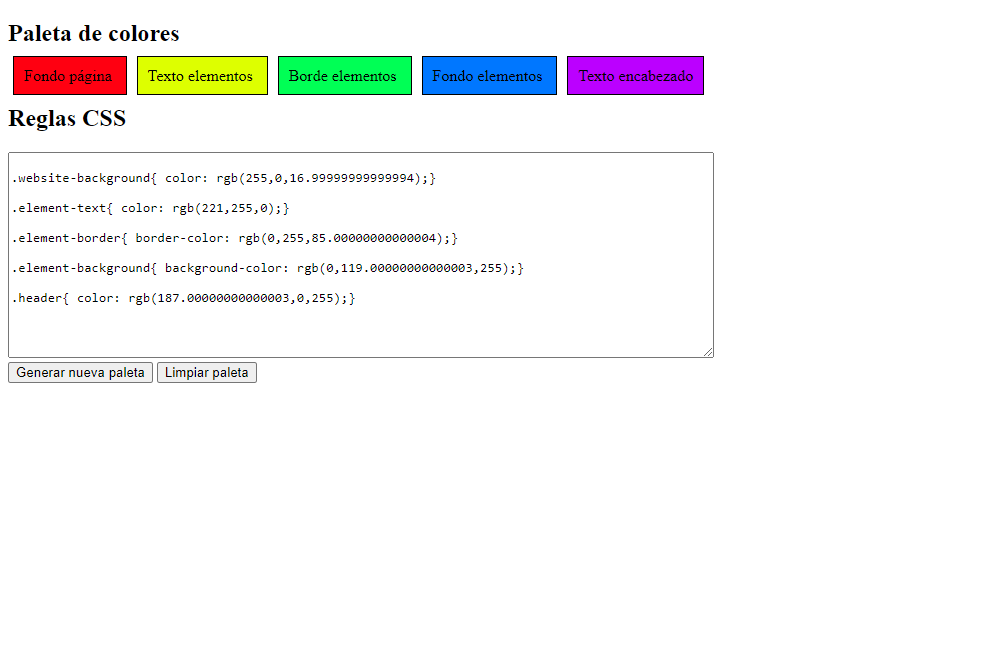 Paleta de colores
Fondo página Texto elementos Borde elementos Fondo elementos Texto encabezado
Reglas CSS
.website-background{ color: rgb(255,0,16.99999999999994);}
.element-text{ color: rgb(221,255,0);}
.element-border{ border-color: rgb(0,255,85.00000000000004);}
.element-background{ background-color: rgb(0,119.00000000000003,255);}
.header{ color: rgb(187.00000000000003,0,255);}
Generar nueva paleta Limpiar paleta